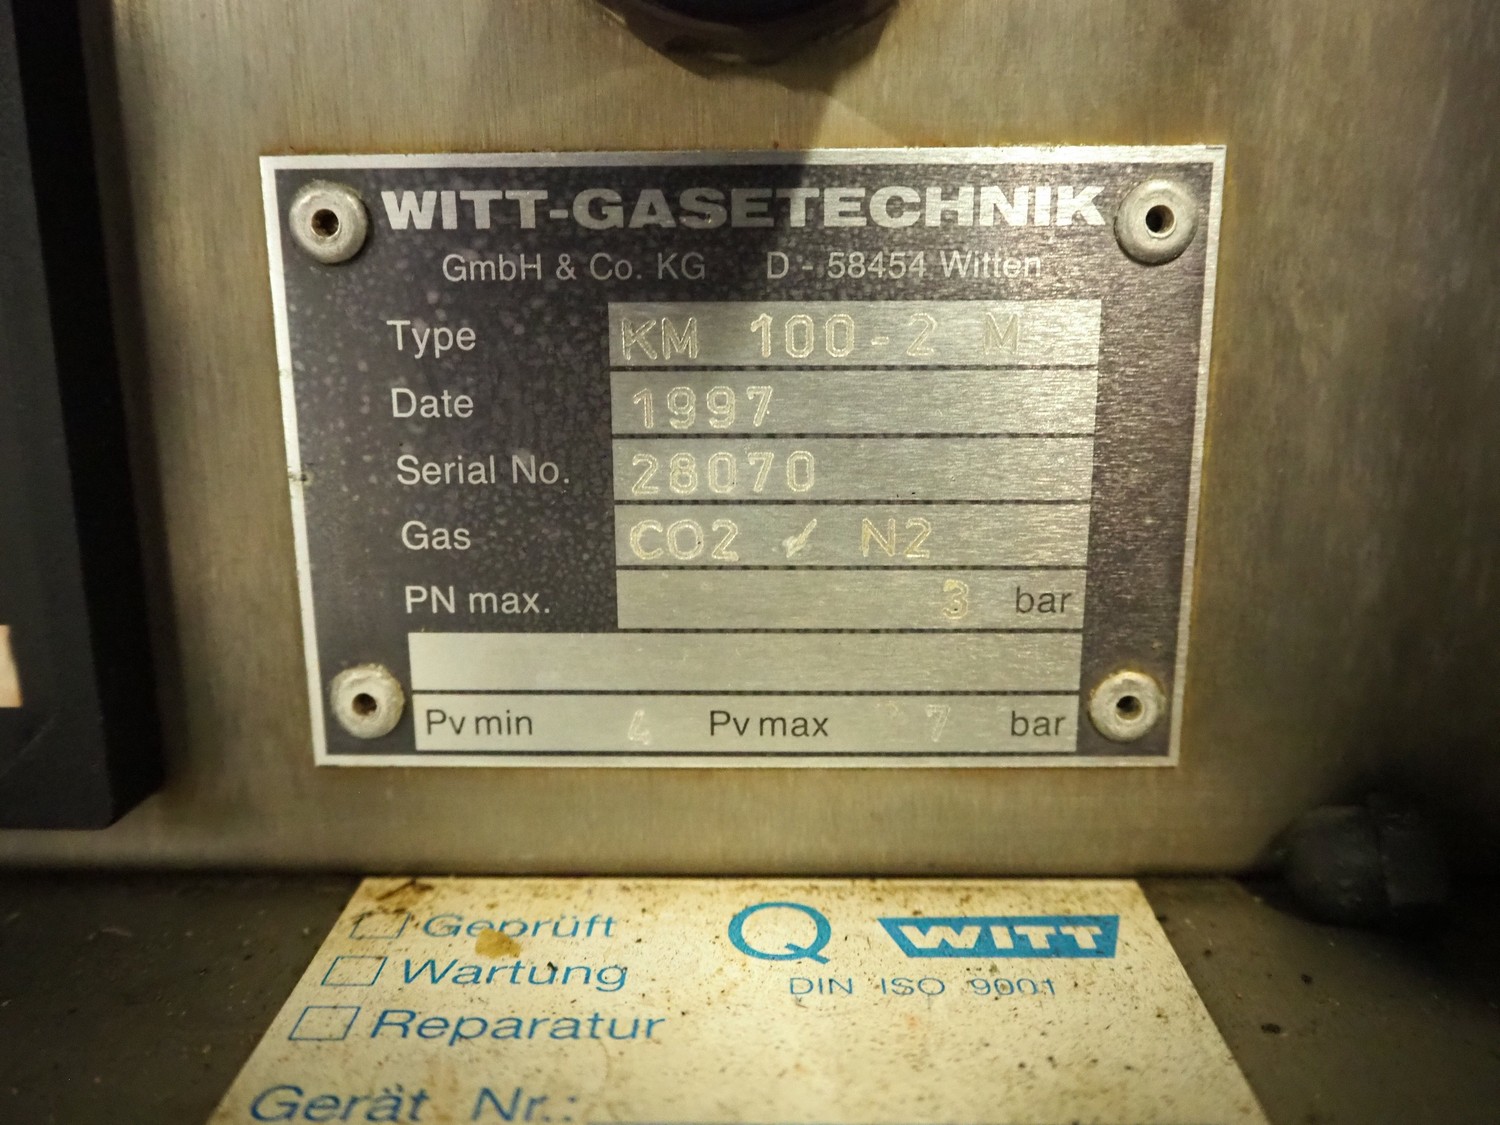 WITT-GASETECHNIK
GmbH & Co. KG D - 58454 Witten
Type KM 100-2 M
Date 1997
Serial No. 28070
Gas CO2 / N2
PN max. 3 bar
Pv min 4 Pv max 7 bar
Geprüft
Wartung
Reparatur
Q WITT
DIN ISO 9001
Gerät Nr.: